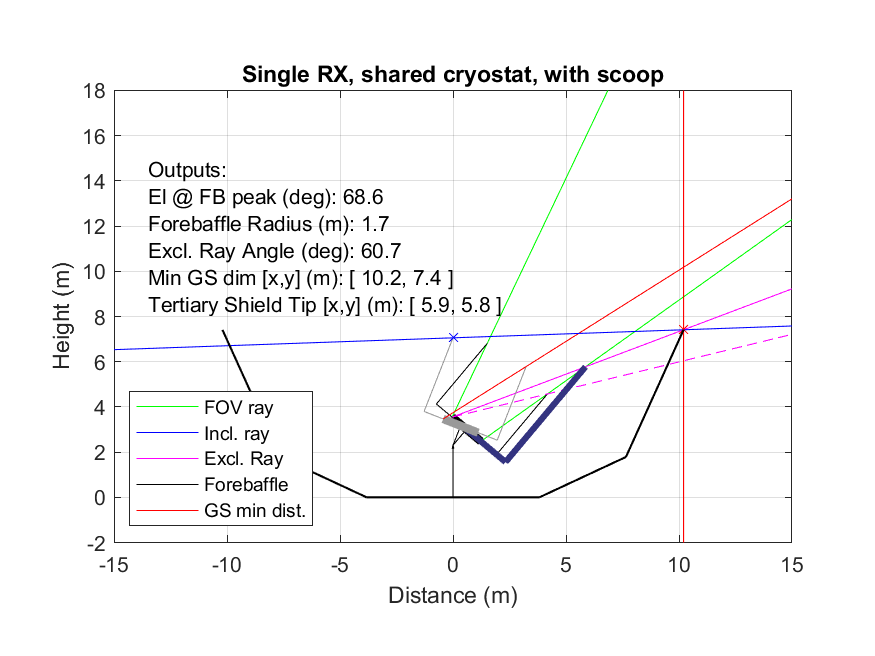 Single RX, shared cryostat, with scoop
18
16
14
12
10
8
6
4
2
0
-2
Height (m)
Outputs:
El @ FB peak (deg): 68.6
Forebaffle Radius (m): 1.7
Excl. Ray Angle (deg): 60.7
Min GS dim [x,y] (m): [ 10.2, 7.4 ]
Tertiary Shield Tip [x,y] (m): [ 5.9, 5.8 ]
FOV ray
Incl. ray
Excl. Ray
Forebaffle
GS min dist.
-15
-10
-5
0
5
10
15
Distance (m)